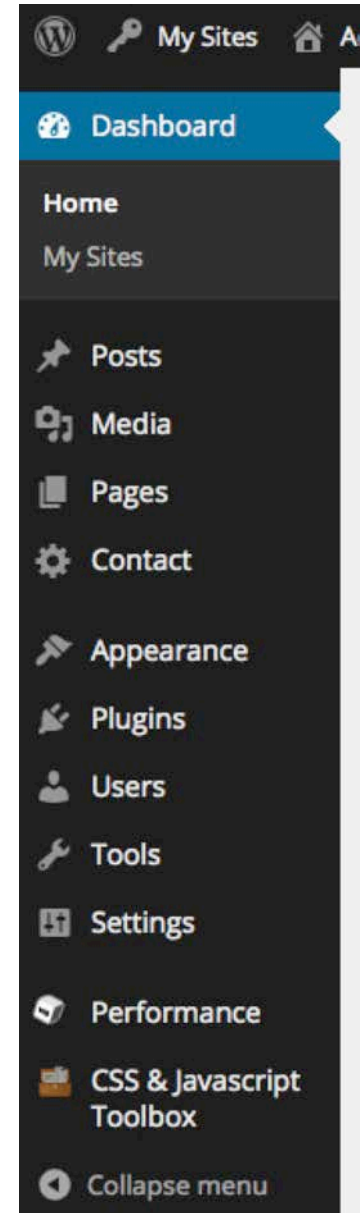 My Sites
Dashboard
Home
My Sites
Posts
Media
Pages
Contact
Appearance
Plugins
Users
Tools
Settings
Performance
CSS & Javascript
Toolbox
Collapse menu